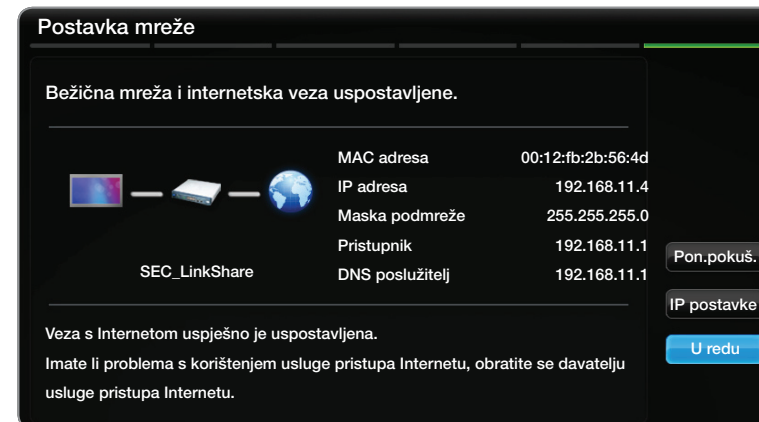 Postavka mreže
Bežična mreža i internetska veza uspostavljene.
MAC adresa 00:12:fb:2b:56:4d
IP adresa 192.168.11.4
Maska podmreže 255.255.255.0
Pristupnik 192.168.11.1
DNS poslužitelj 192.168.11.1
SEC_LinkShare
Veza s Internetom uspješno je uspostavljena.
Imate li problema s korištenjem usluge pristupa Internetu, obratite se davatelju
usluge pristupa Internetu.
Pon.pokuš.
IP postavke
U redu